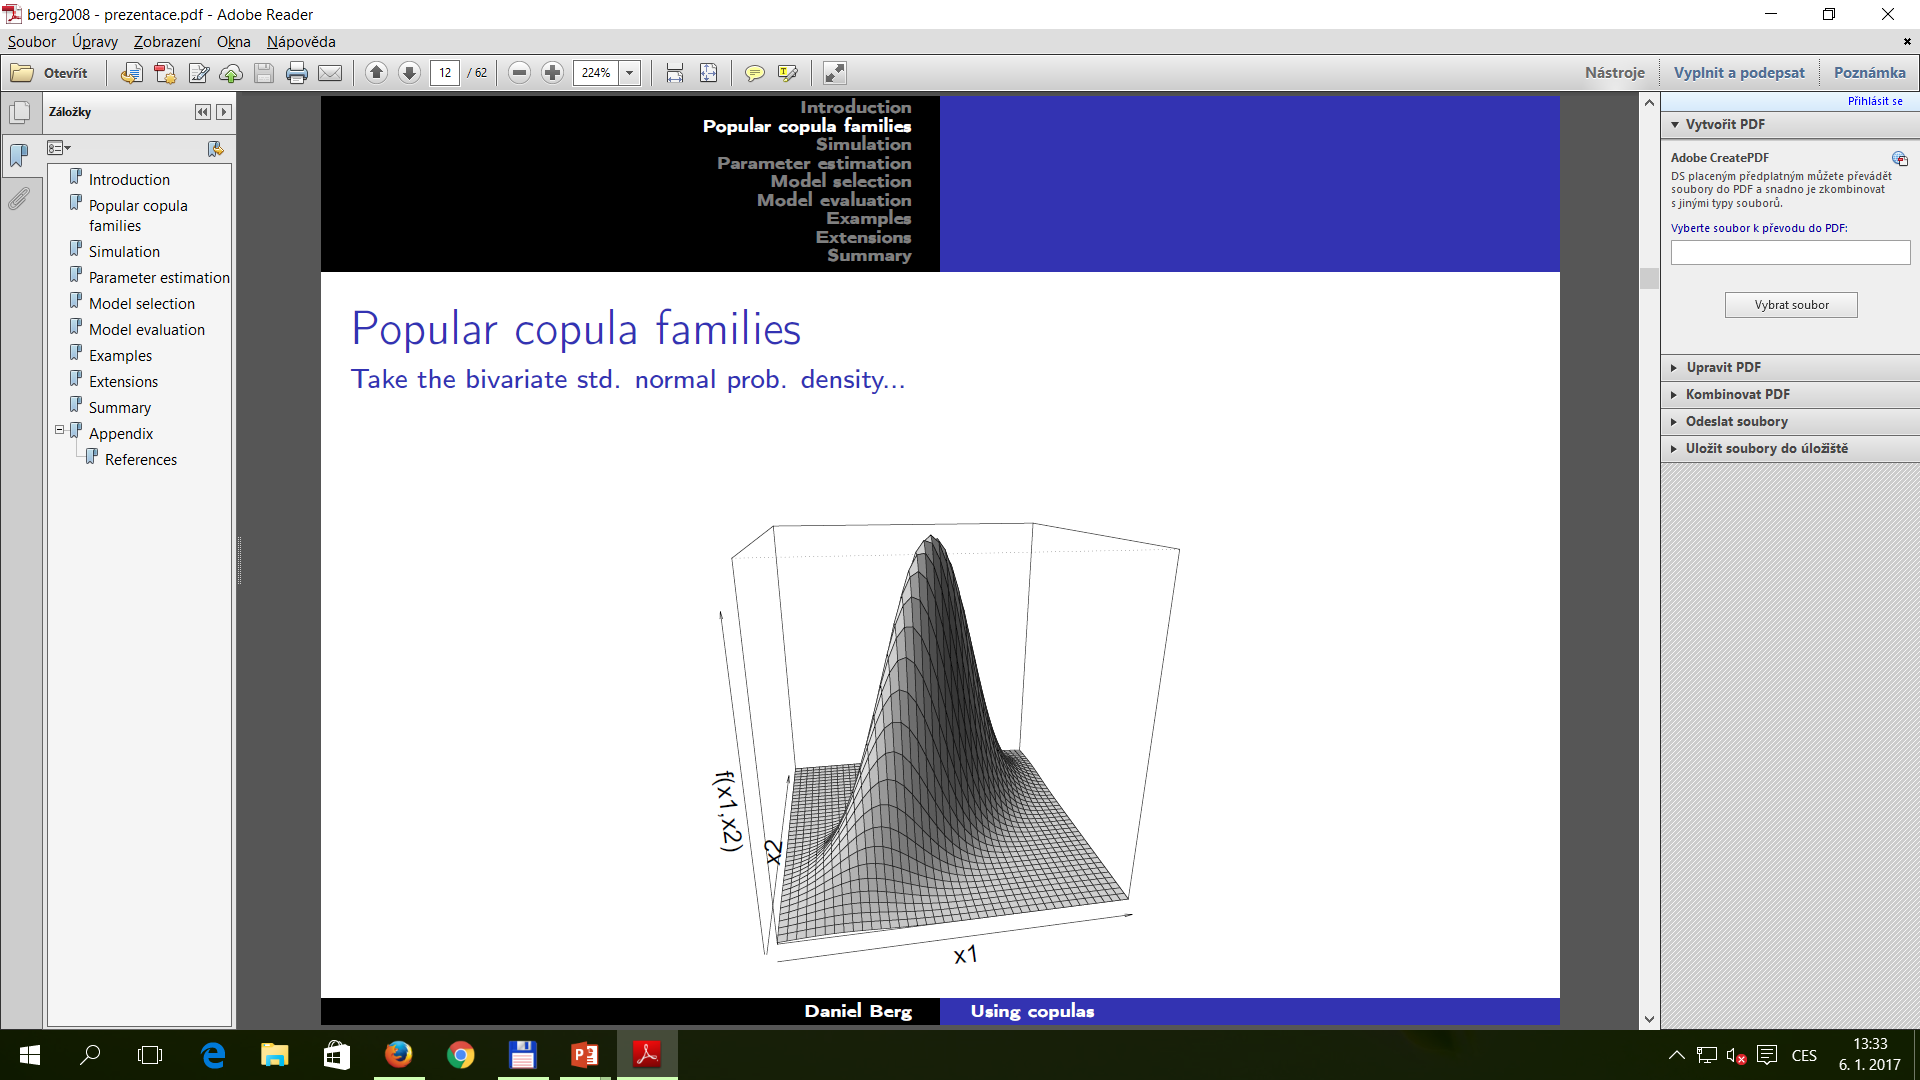 berg2008 - prezentace.pdf - Adobe Reader
Soubor Úpravy Zobrazení Okna Nápověda
Otevřít 12 / 62 224% Nástroje Vyplnit a podepsat Poznámka
Záložky
Introduction
Popular copula
families
Simulation
Parameter estimation
Model selection
Model evaluation
Examples
Extensions
Summary
Appendix
References
Introduction
Popular copula families
Simulation
Parameter estimation
Model selection
Model evaluation
Examples
Extensions
Summary
Popular copula families
Take the bivariate std. normal prob. density...
f(x1,x2)
x2
x1
Daniel Berg Using copulas
Přihlásit se
Vytvořit PDF
Adobe CreatePDF
DS placeným předplatným můžete převádět
soubory do PDF a snadno je zkombinovat
s jinými typy souborů.
Vyberte soubor k převodu do PDF:
Vybrat soubor
Upravit PDF
Kombinovat PDF
Odeslat soubory
Uložit soubory do úložiště
CES
13:33
6. 1. 2017